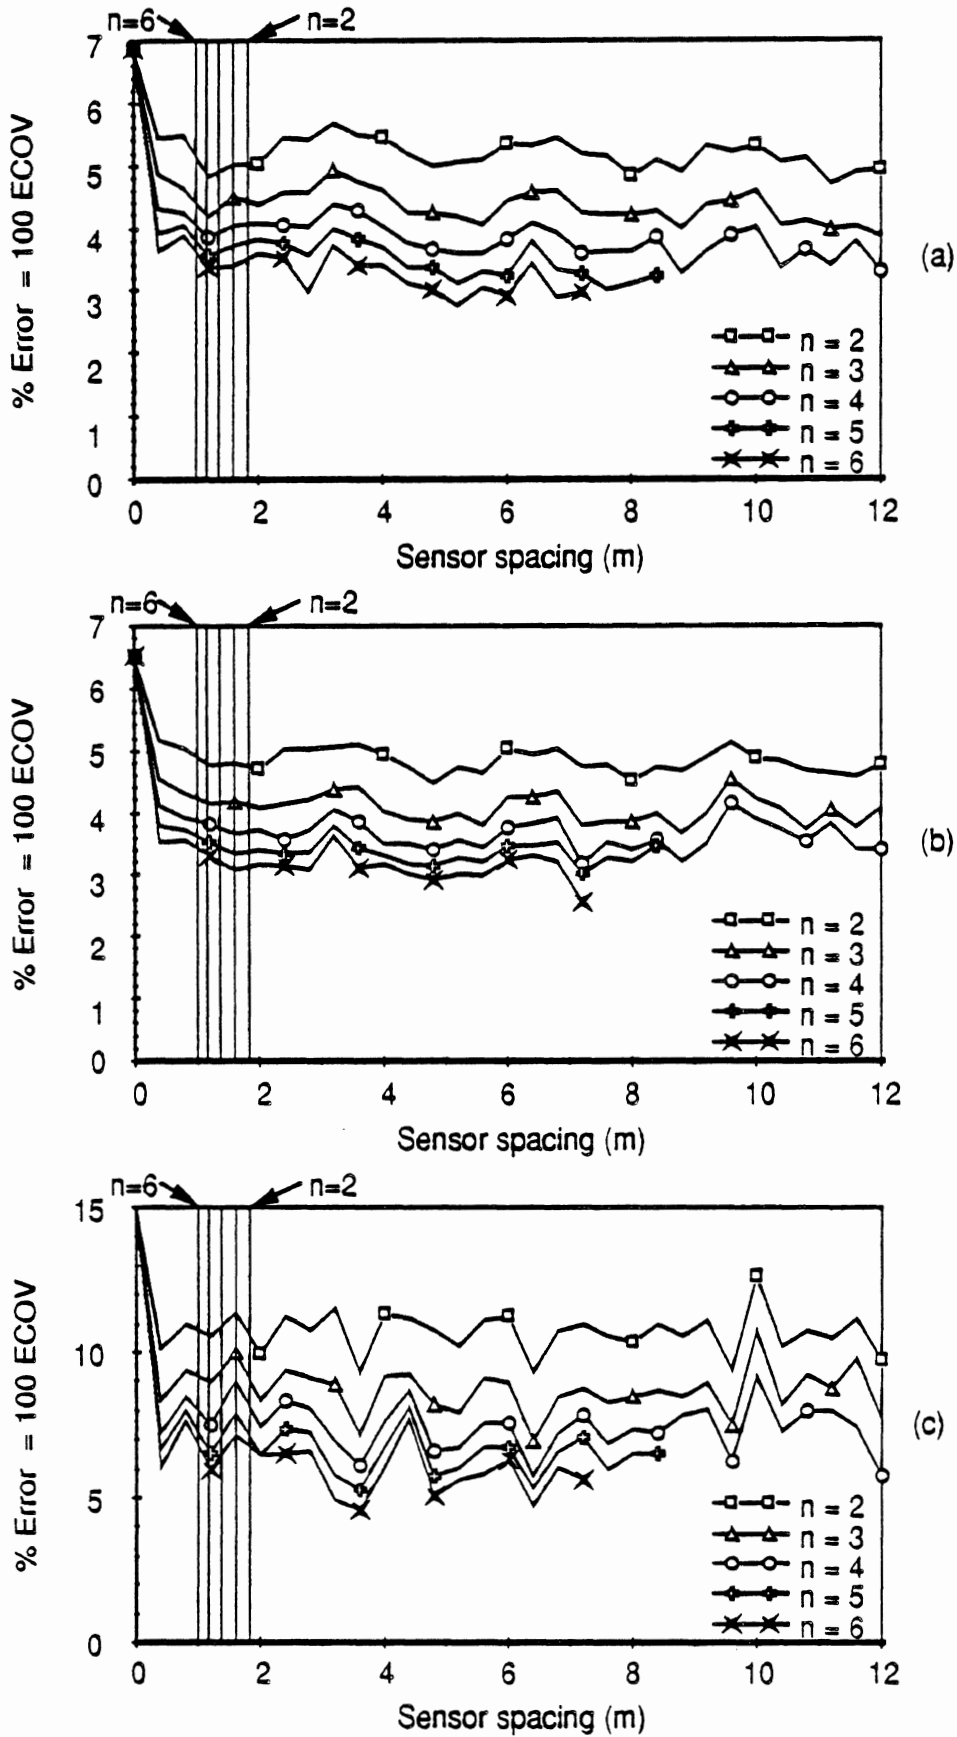 n=6 n=2
7
6
5
4
3
2
1
0
% Error = 100 ECOV
(a)
n = 2
n = 3
n = 4
n = 5
n = 6
0 2 4 6 8 10 12
Sensor spacing (m)
n=6 n=2
7
6
5
4
3
2
1
0
% Error = 100 ECOV
(b)
n = 2
n = 3
n = 4
n = 5
n = 6
0 2 4 6 8 10 12
Sensor spacing (m)
n=6 n=2
15
10
5
0
% Error = 100 ECOV
(c)
n = 2
n = 3
n = 4
n = 5
n = 6
0 2 4 6 8 10 12
Sensor spacing (m)